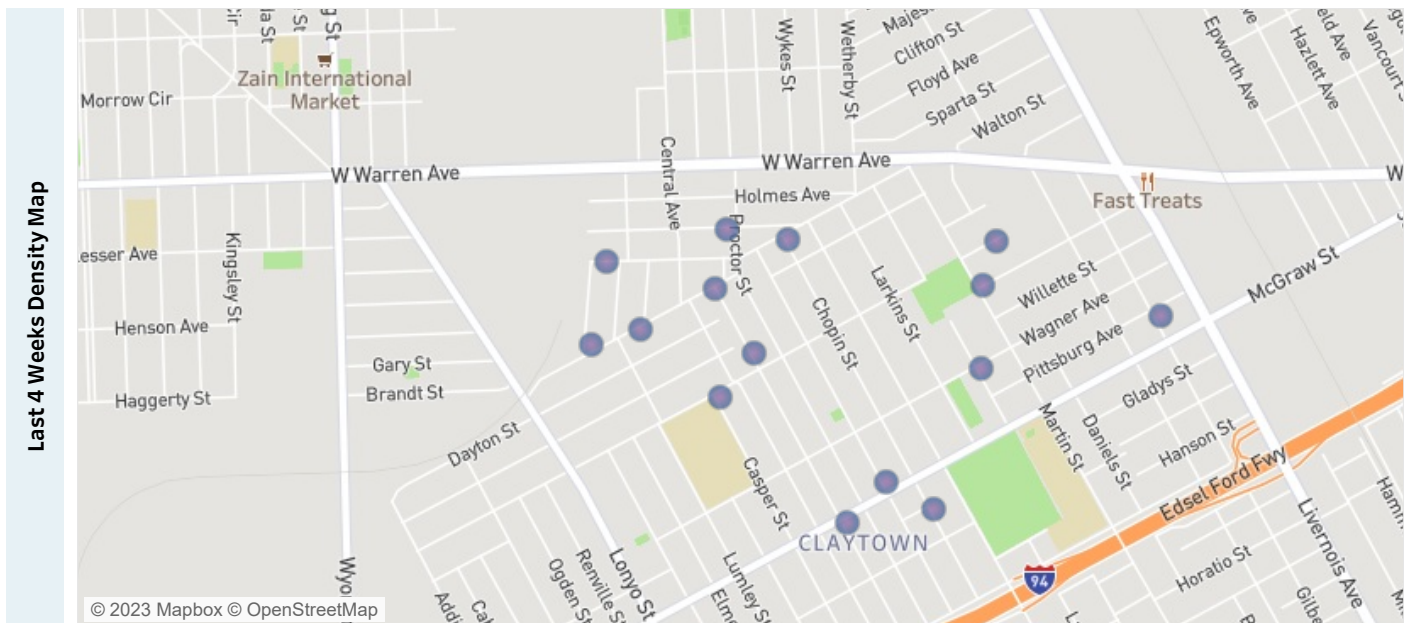 Last 4 Weeks Density Map
Wykes St
Wetherby St
Clifton St
Floyd Ave
Sparta St
Walton St
Epworth Ave
Hazlett Ave
Zain International
Market
Morrow Cir
Central Ave
W Warren Ave
W Warren Ave
Holmes Ave
Fast Treats
Proctor St
Kingsley St
Larkins St
Chopin St
Willette St
McGraw St
Wagner Ave
Pittsburg Ave
Henson Ave
Gary St
Brandt St
Haggerty St
Gladys St
Dayton St
Martin St
Daniels St
Hanson St
Casper St
Edsel Ford Fwy
CLAYTOWN
Livernois Ave
Horatio St
94
Lonyo St
Renville St
Ogden St
Lumley St
© 2023 Mapbox © OpenStreetMap